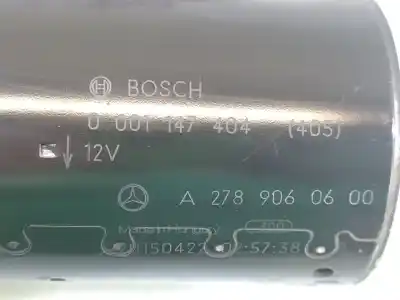 BOSCH
0 001 147 404 (405)
12V
A 278 906 06 00
Made in Hungary